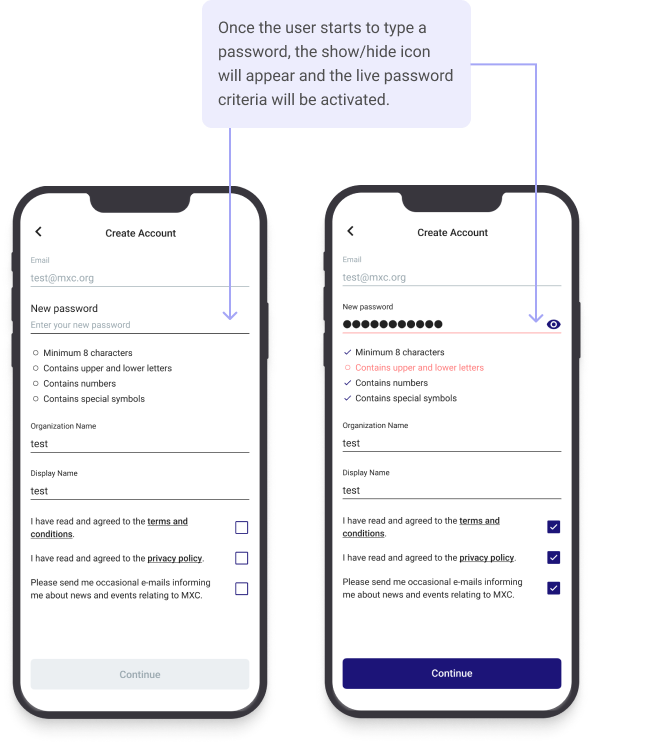 Once the user starts to type a
password, the show/hide icon
will appear and the live password
criteria will be activated.
Create Account
Email
test@mxc.org
New password
Enter your new password
Minimum 8 characters
Contains upper and lower letters
Contains numbers
Contains special symbols
Organization Name
test
Display Name
test
I have read and agreed to the terms and
conditions.
I have read and agreed to the privacy policy.
Please send me occasional e-mails informing
me about news and events relating to MXC.
Continue
Create Account
Email
test@mxc.org
New password
Minimum 8 characters
Contains upper and lower letters
Contains numbers
Contains special symbols
Organization Name
test
Display Name
test
I have read and agreed to the terms and
conditions.
I have read and agreed to the privacy policy.
Please send me occasional e-mails informing
me about news and events relating to MXC.
Continue